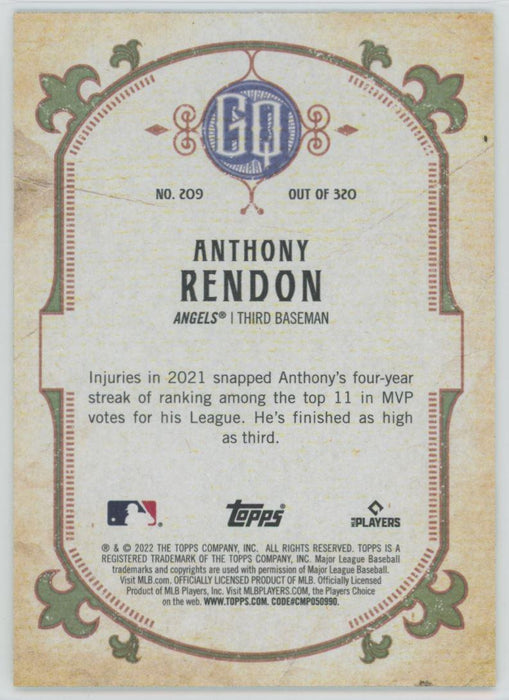 GQ
NO. 209 OUT OF 320
ANTHONY
RENDON
ANGELS® | THIRD BASEMAN
Injuries in 2021 snapped Anthony's four-year
streak of ranking among the top 11 in MVP
votes for his League. He's finished as high
as third.
topps® MLB PLAYERS
® & © 2022 THE TOPPS COMPANY, INC. ALL RIGHTS RESERVED. TOPPS IS A
REGISTERED TRADEMARK OF THE TOPPS COMPANY, INC. Major League Baseball
trademarks and copyrights are used with permission of Major League Baseball.
Visit MLB.com. OFFICIALLY LICENSED PRODUCT OF MLB. Officially Licensed
Product of MLB Players, Inc. Visit MLBPLAYERS.COM, the Players Choice
on the web. WWW.TOPPS.COM. CODE#CMP050990.